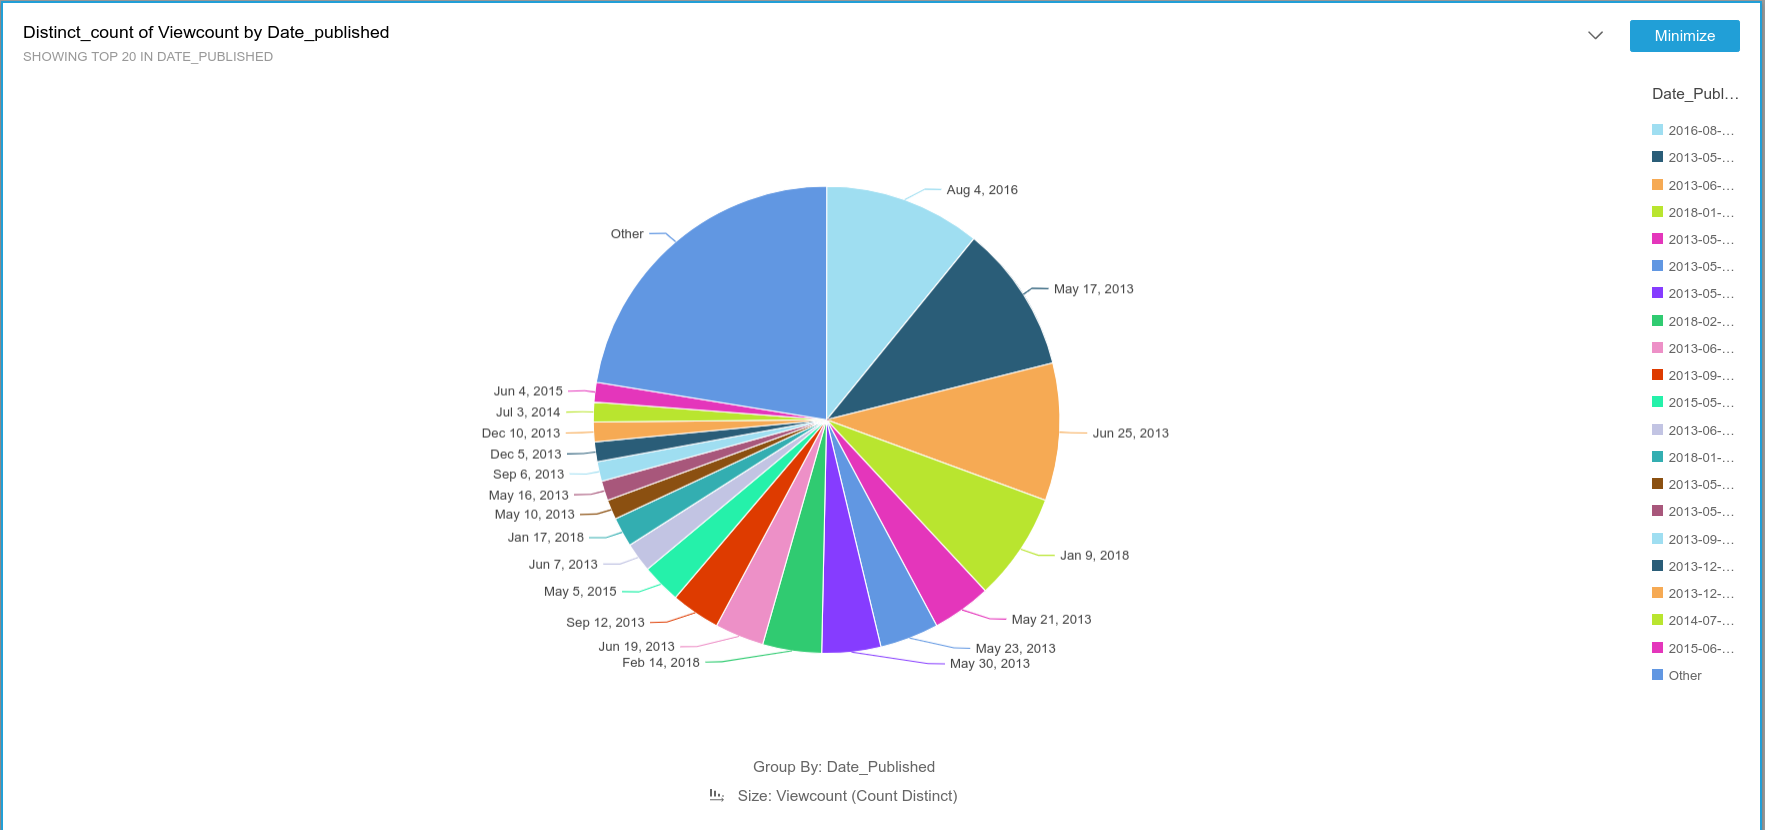 Distinct_count of Viewcount by Date_published
SHOWING TOP 20 IN DATE_PUBLISHED
Minimize
Date_Publ...
2016-08-...
2013-05-...
2013-06-...
2018-01-...
2013-05-...
2013-05-...
2013-05-...
2018-02-...
2013-06-...
2013-09-...
2015-05-...
2013-06-...
2018-01-...
2013-05-...
2013-05-...
2013-09-...
2013-12-...
2013-12-...
2014-07-...
2015-06-...
Other
Aug 4, 2016
May 17, 2013
Jun 25, 2013
Jan 9, 2018
May 21, 2013
May 23, 2013
May 30, 2013
Feb 14, 2018
Jun 19, 2013
Sep 12, 2013
May 5, 2015
Jun 7, 2013
Jan 17, 2018
May 10, 2013
May 16, 2013
Sep 6, 2013
Dec 5, 2013
Dec 10, 2013
Jul 3, 2014
Jun 4, 2015
Other
Group By: Date_Published
Size: Viewcount (Count Distinct)